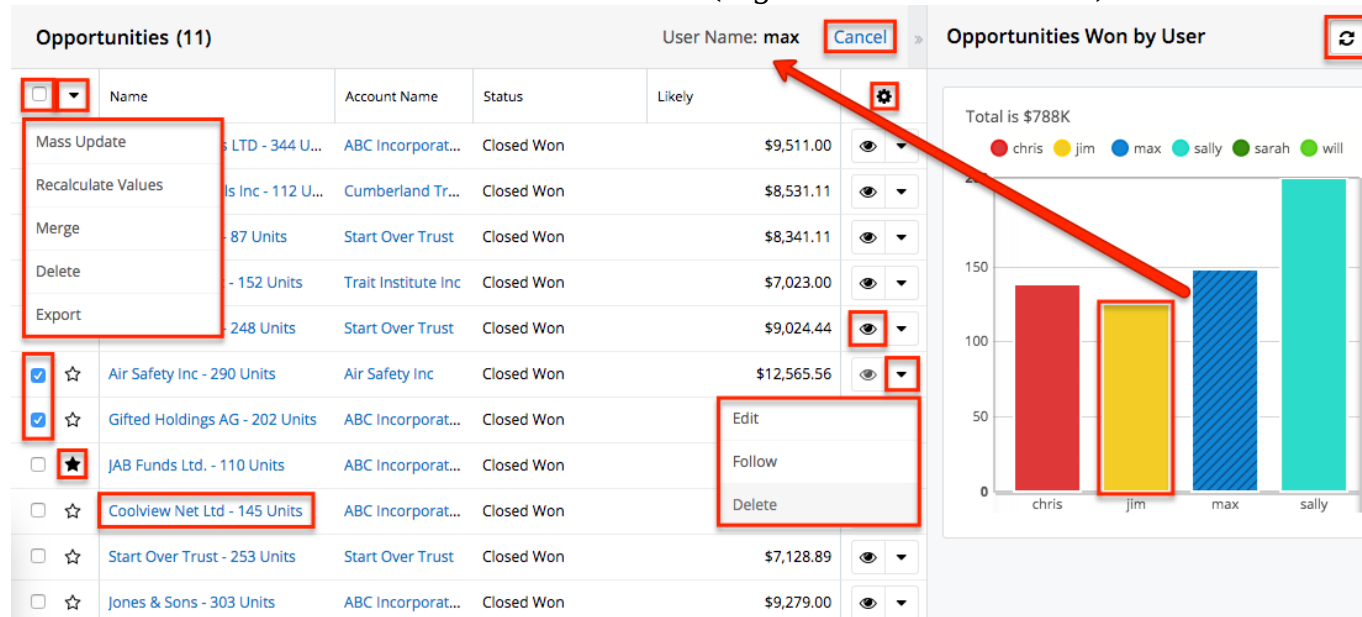 Opportunities (11)
User Name: max
Cancel
»
Opportunities Won by User
Name
Account Name
Status
Likely
Mass Update
Recalculate Values
Merge
Delete
Export
LTD - 344 U...
ABC Incorporat...
Closed Won
$9,511.00
ls Inc - 112 U...
Cumberland Tr...
Closed Won
$8,531.11
- 87 Units
Start Over Trust
Closed Won
$8,341.11
- 152 Units
Trait Institute Inc
Closed Won
$7,023.00
- 248 Units
Start Over Trust
Closed Won
$9,024.44
Air Safety Inc - 290 Units
Air Safety Inc
Closed Won
$12,565.56
Gifted Holdings AG - 202 Units
ABC Incorporat...
Closed Won
JAB Funds Ltd. - 110 Units
ABC Incorporat...
Closed Won
Coolview Net Ltd - 145 Units
ABC Incorporat...
Closed Won
Edit
Follow
Delete
Start Over Trust - 253 Units
Start Over Trust
Closed Won
$7,128.89
Jones & Sons - 303 Units
ABC Incorporat...
Closed Won
$9,279.00
Total is $788K
chris jim max sally sarah will
150
100
50
0
chris jim max sally